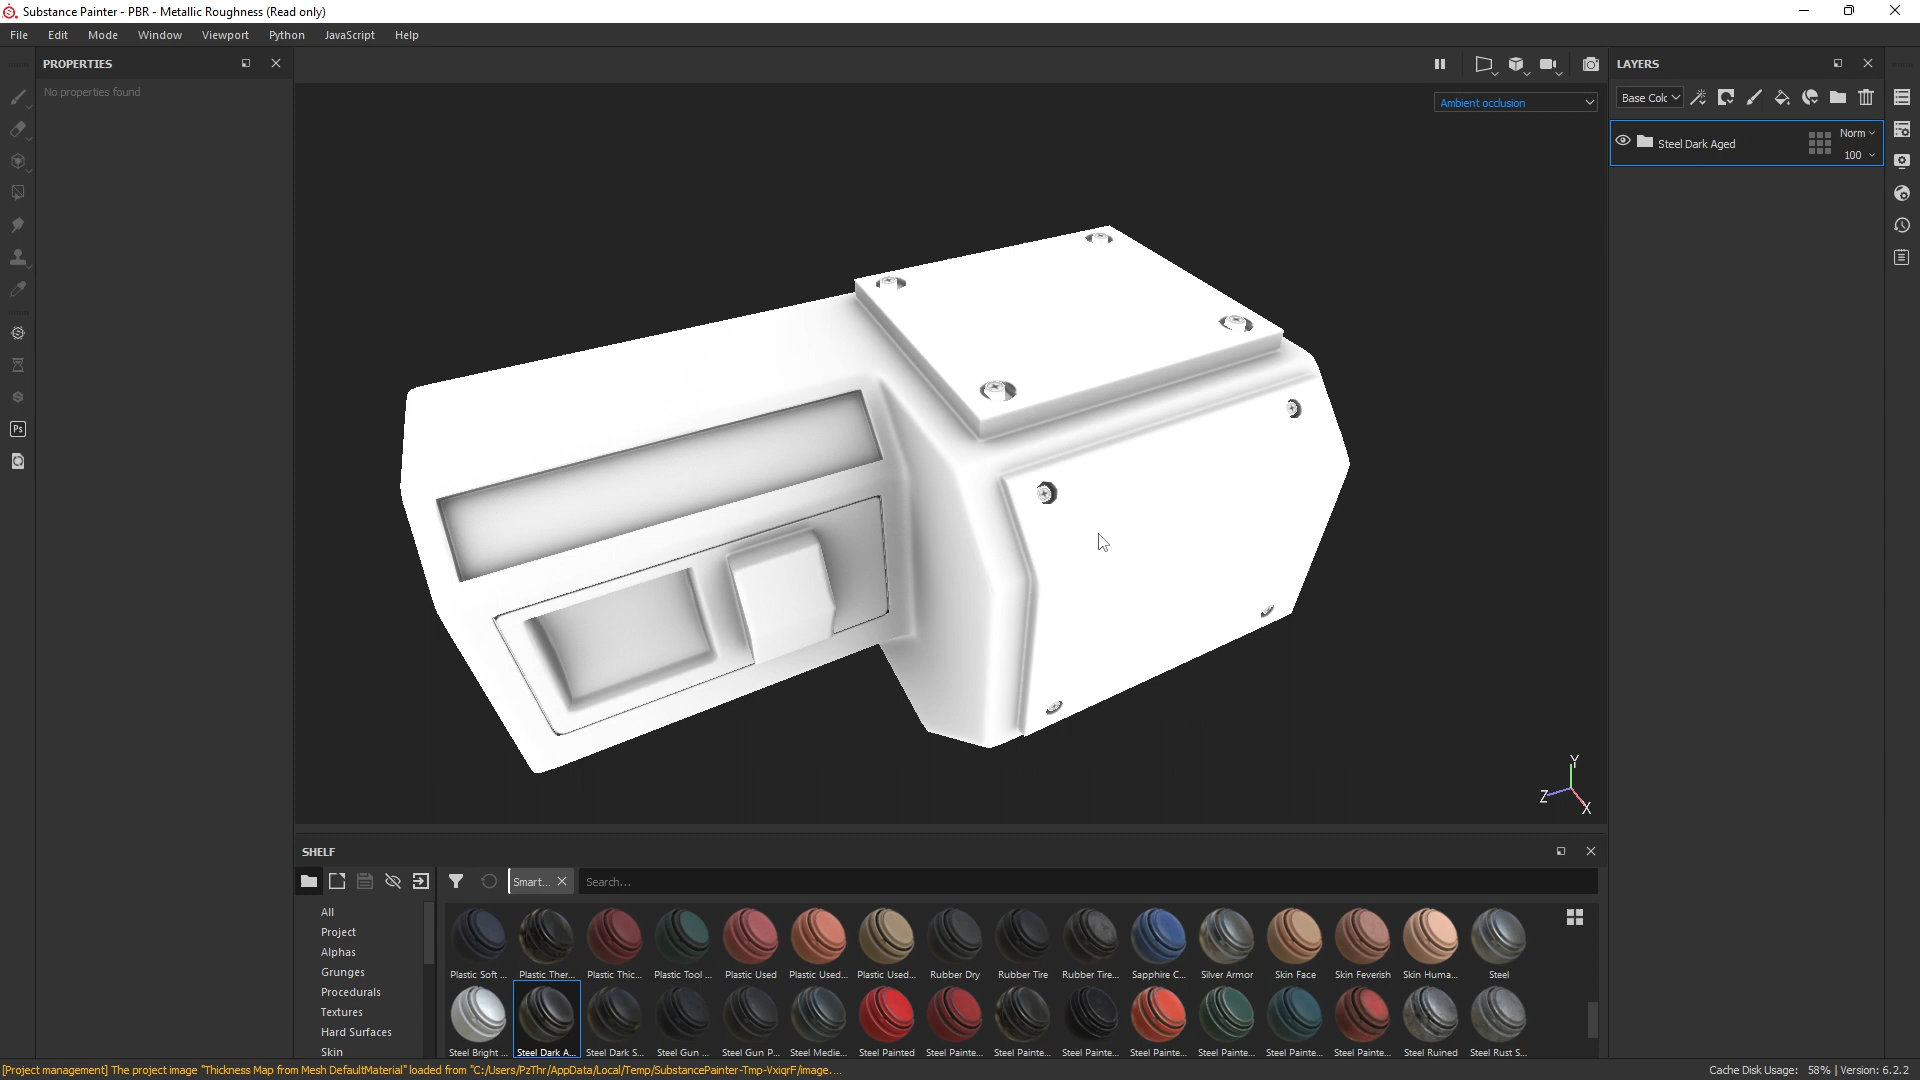 Substance Painter - PBR - Metallic Roughness (Read only)
File Edit Mode Window Viewport Python JavaScript Help
PROPERTIES
No properties found
Ambient occlusion
LAYERS
Base Colc
Steel Dark Aged
Norm
100
Ps
Y
Z
X
SHELF
Smart...
Search...
All
Project
Alphas
Grunges
Procedurals
Textures
Hard Surfaces
Skin
Plastic Soft ... Plastic Ther... Plastic Thic... Plastic Tool ... Plastic Used Plastic Used... Plastic Used... Rubber Dry Rubber Tire Rubber Tire... Sapphire C... Silver Armor Skin Face Skin Feverish Skin Huma... Steel
Steel Bright ... Steel Dark A... Steel Dark S... Steel Gun ... Steel Gun P... Steel Medie... Steel Painted Steel Painte... Steel Painte... Steel Painte... Steel Painte... Steel Painte... Steel Painte... Steel Painte... Steel Ruined Steel Rust S...
[Project management] The project image "Thickness Map from Mesh DefaultMaterial" loaded from "C:/Users/PzThr/AppData/Local/Temp/SubstancePainter-Tmp-VxiqrF/image....
Cache Disk Usage: 58% | Version: 6.2.2